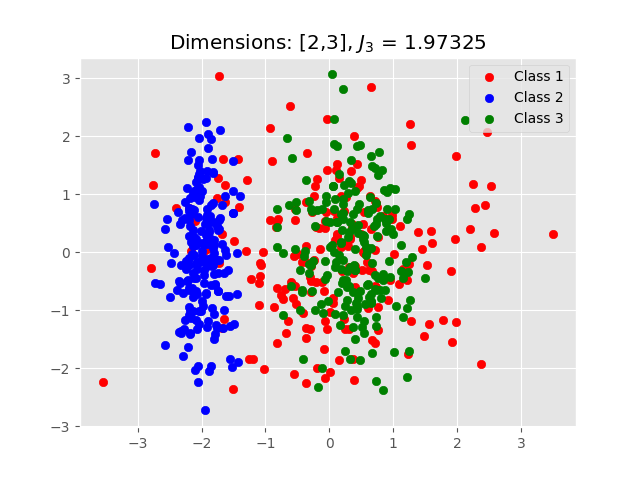 Dimensions: [2,3], J₃ = 1.97325
Class 1
Class 2
Class 3
3
2
1
0
−1
−2
−3
−3 −2 −1 0 1 2 3